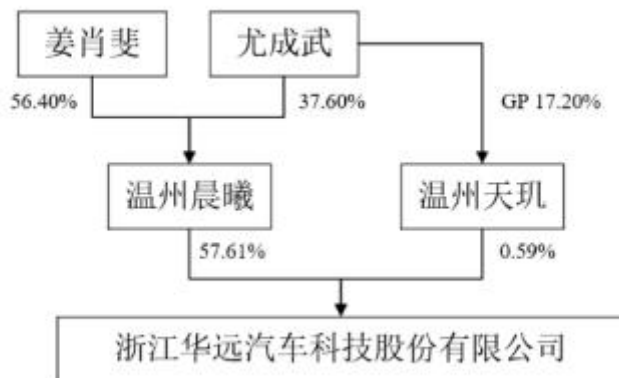 姜肖斐
尤成武
56.40%
37.60%
GP 17.20%
温州晨曦
温州天玑
57.61%
0.59%
浙江华远汽车科技股份有限公司